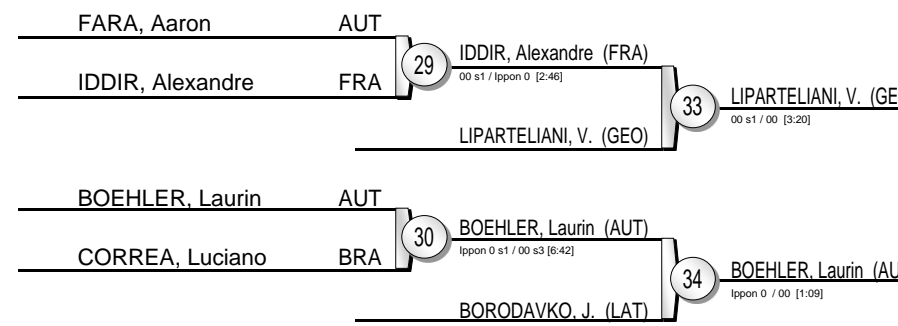 FARA, Aaron AUT
IDDIR, Alexandre FRA
29
IDDIR, Alexandre (FRA)
00 s1 / Ippon 0 [2:46]
LIPARTELIANI, V. (GEO)
33
LIPARTELIANI, V. (GE
00 s1 / 00 [3:20]
BOEHLER, Laurin AUT
CORREA, Luciano BRA
30
BOEHLER, Laurin (AUT)
Ippon 0 s1 / 00 s3 [6:42]
BORODAVKO, J. (LAT)
34
BOEHLER, Laurin (AU
Ippon 0 / 00 [1:09]